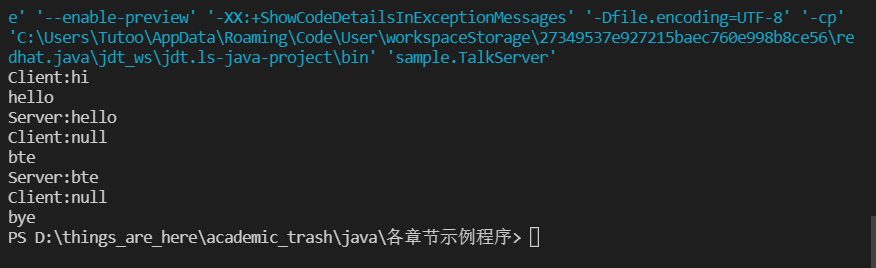 e' '--enable-preview' '-XX:+ShowCodeDetailsInExceptionMessages' '-Dfile.encoding=UTF-8' '-cp'
'C:\Users\Tutoo\AppData\Roaming\Code\User\workspaceStorage\27349537e927215baec760e998b8ce56\re
dhat.java\jdt_ws\jdt.ls-java-project\bin' 'sample.TalkServer'
Client:hi
hello
Server:hello
Client:null
bte
Server:bte
Client:null
bye
PS D:\things_are_here\academic_trash\java\各章节示例程序>